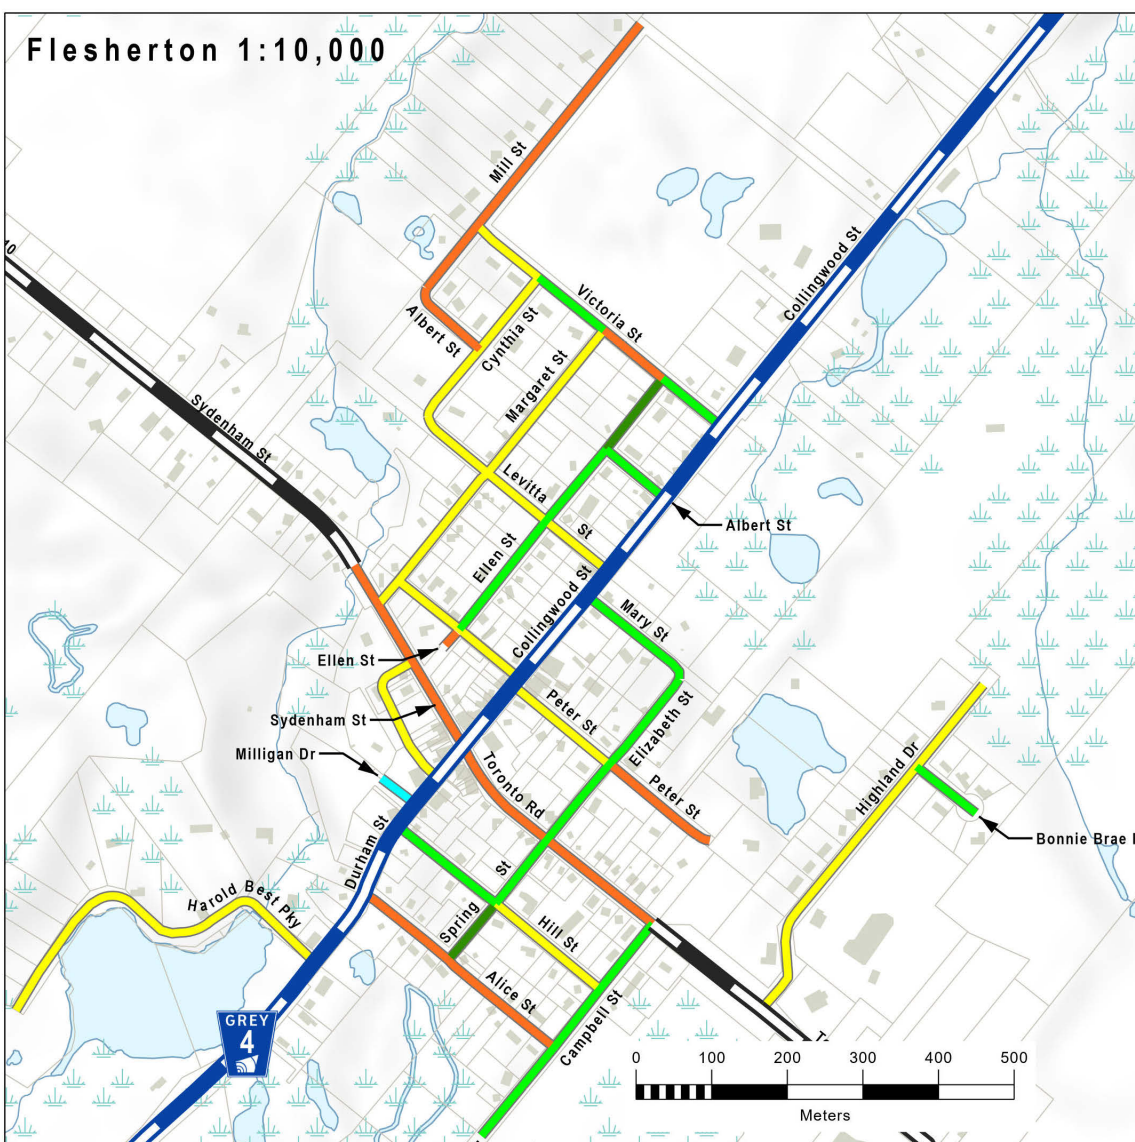 Flesherton 1:10,000
Mill St
10
Collingwood St
Victoria St
Albert St
Cynthia St
Margaret St
Sydenham St
Levitta
St
Albert St
Ellen St
Collingwood St
Mary St
Ellen St
Peter St
Elizabeth St
Sydenham St
Milligan Dr
Toronto Rd
Peter St
Highland Dr
Durham St
Bonnie Brae
St
Harold Best Pky
Spring
Hill St
Alice St
Campbell St
GREY
4
0 100 200 300 400 500
Meters